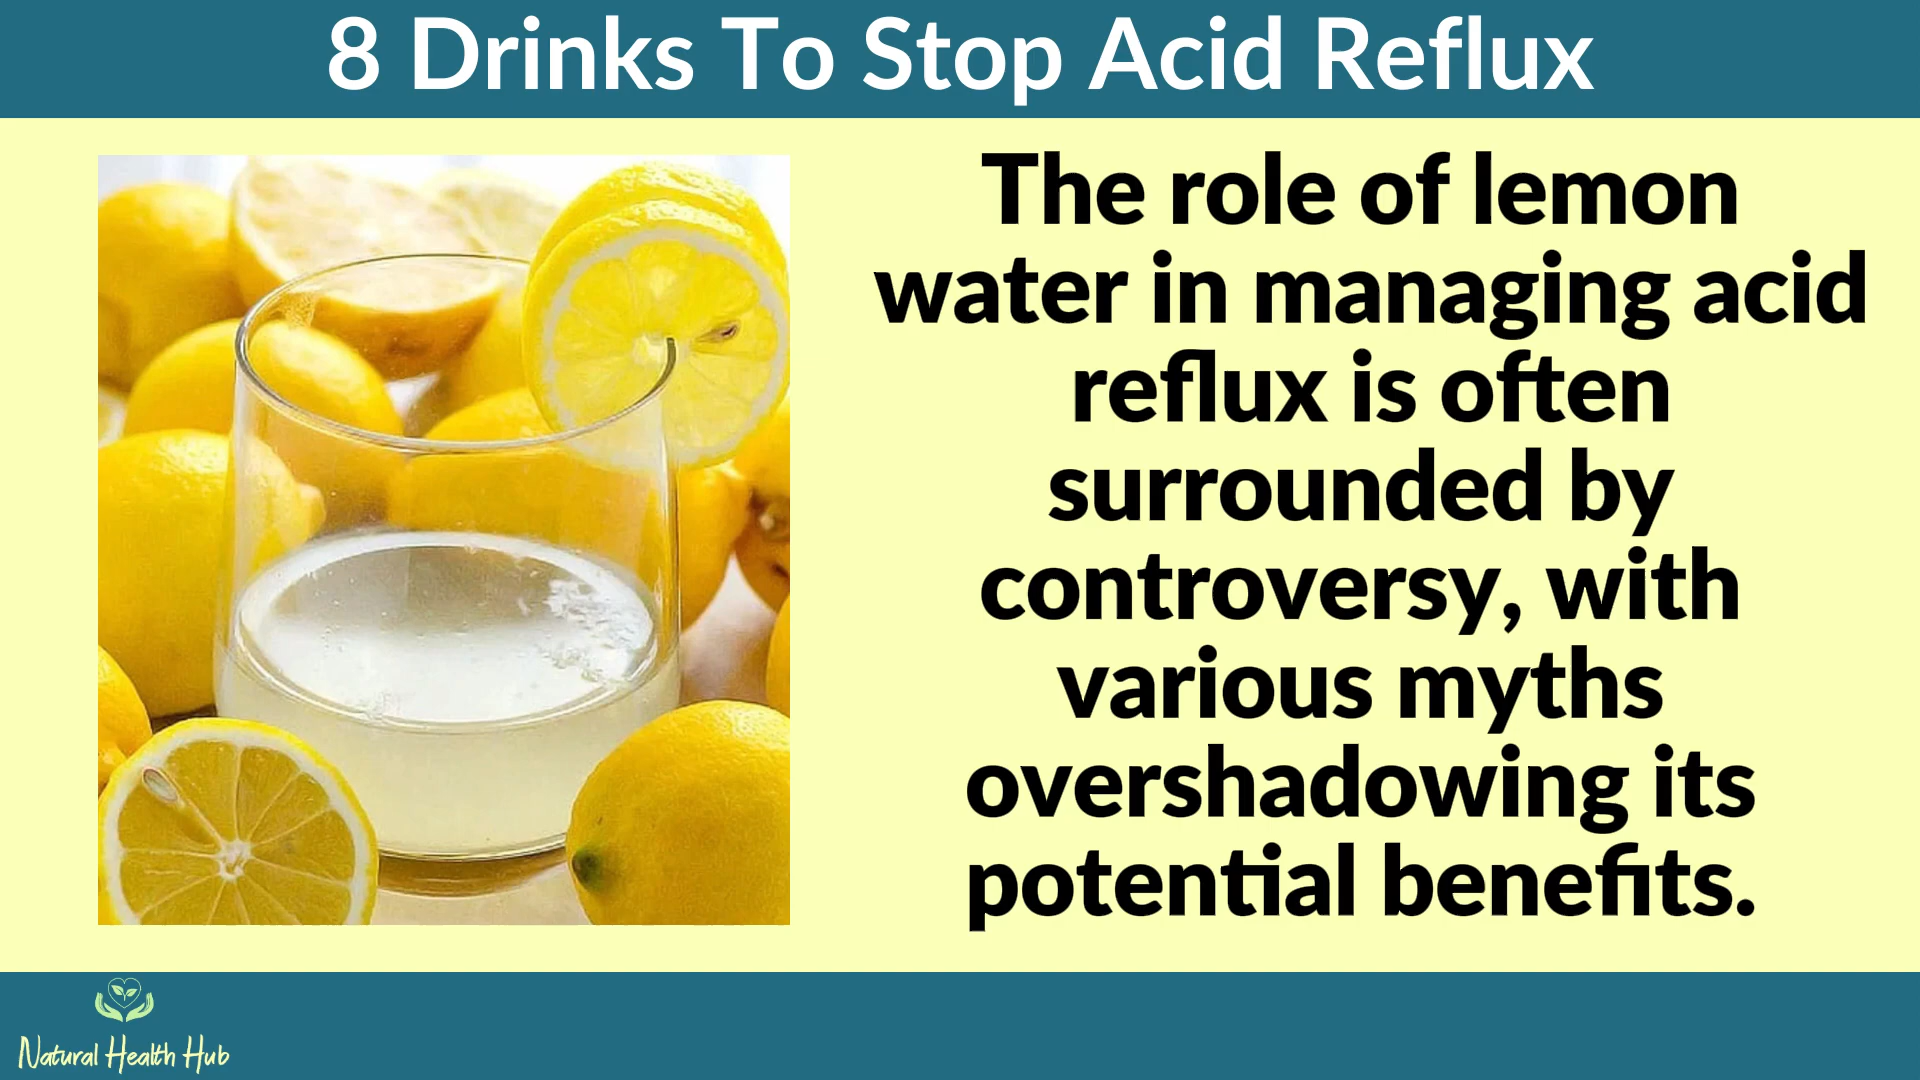 8 Drinks To Stop Acid Reflux
The role of lemon
water in managing acid
reflux is often
surrounded by
controversy, with
various myths
overshadowing its
potential benefits.
Natural Health Hub